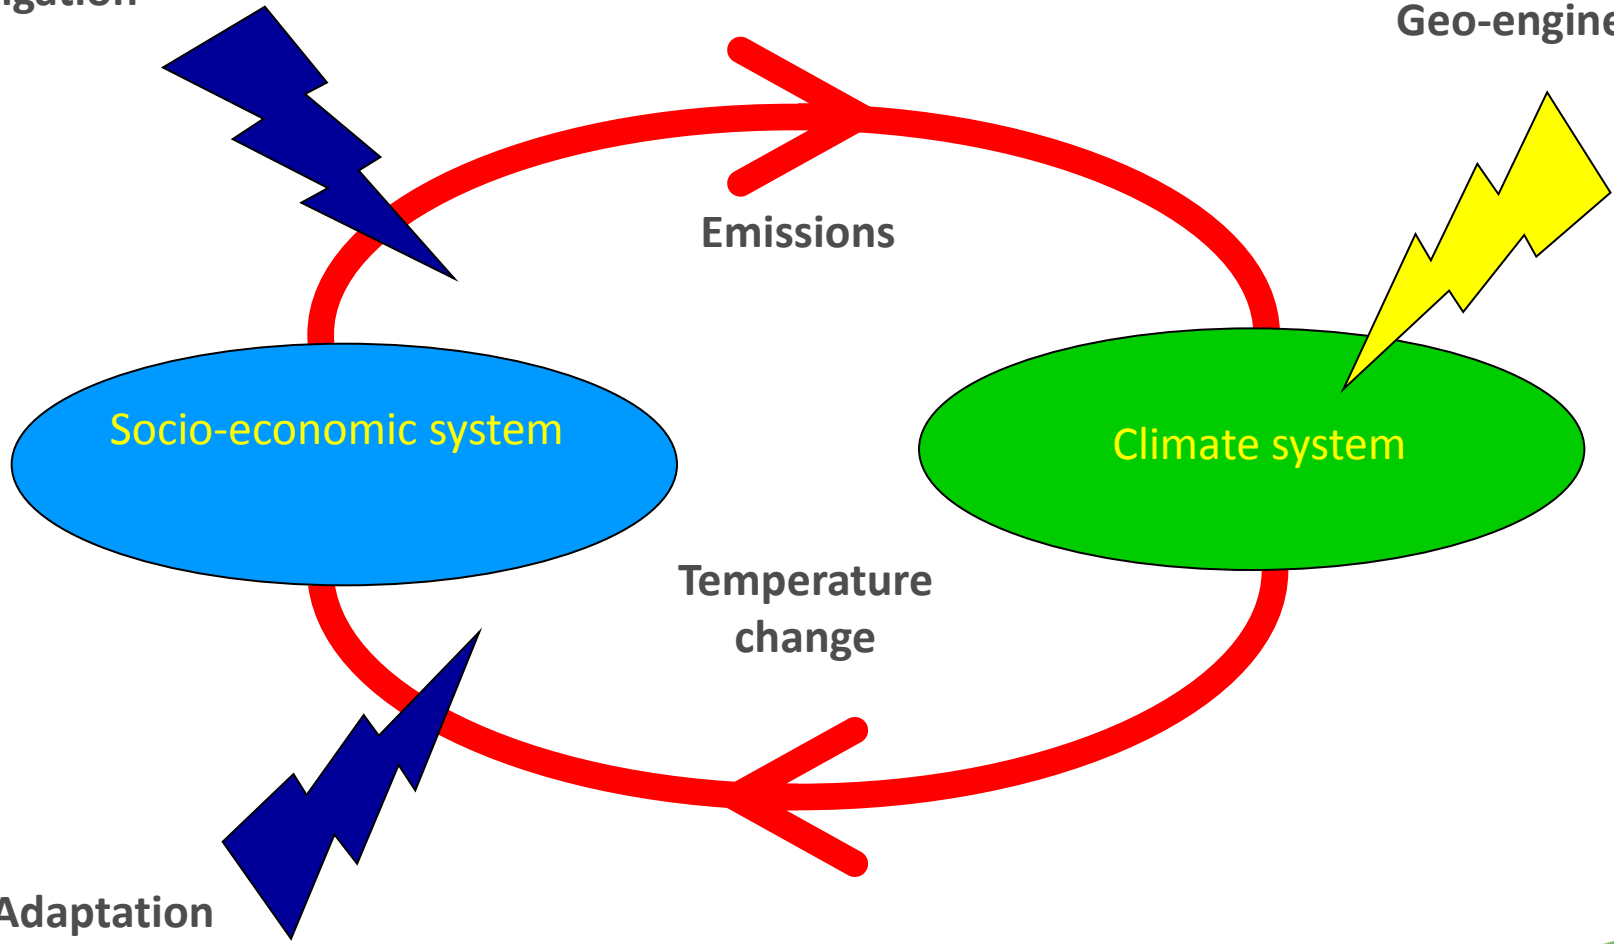 Geo-engine
Emissions
Socio-economic system
Climate system
Temperature
change
Adaptation